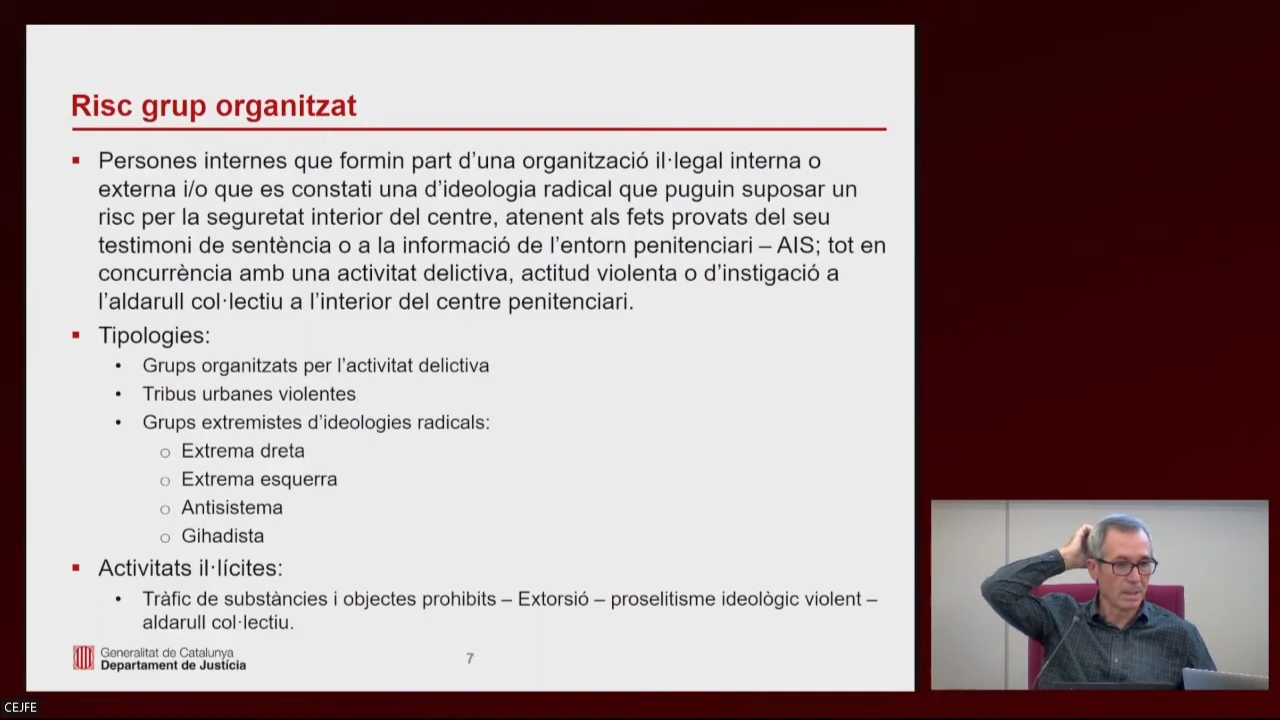 Risc grup organitzat
▪ Persones internes que formin part d’una organització il·legal interna o
externa i/o que es constati una d’ideologia radical que puguin suposar un
risc per la seguretat interior del centre, atenent als fets provats del seu
testimoni de sentència o a la informació de l’entorn penitenciari – AIS; tot en
concurrència amb una activitat delictiva, actitud violenta o d’instigació a
l’aldarull col·lectiu a l’interior del centre penitenciari.
▪ Tipologies:
• Grups organitzats per l’activitat delictiva
• Tribus urbanes violentes
• Grups extremistes d’ideologies radicals:
o Extrema dreta
o Extrema esquerra
o Antisistema
o Gihadista
▪ Activitats il·lícites:
• Tràfic de substàncies i objectes prohibits – Extorsió – proselitisme ideològic violent –
aldarull col·lectiu.
Generalitat de Catalunya
Departament de Justícia
7
CEJFE